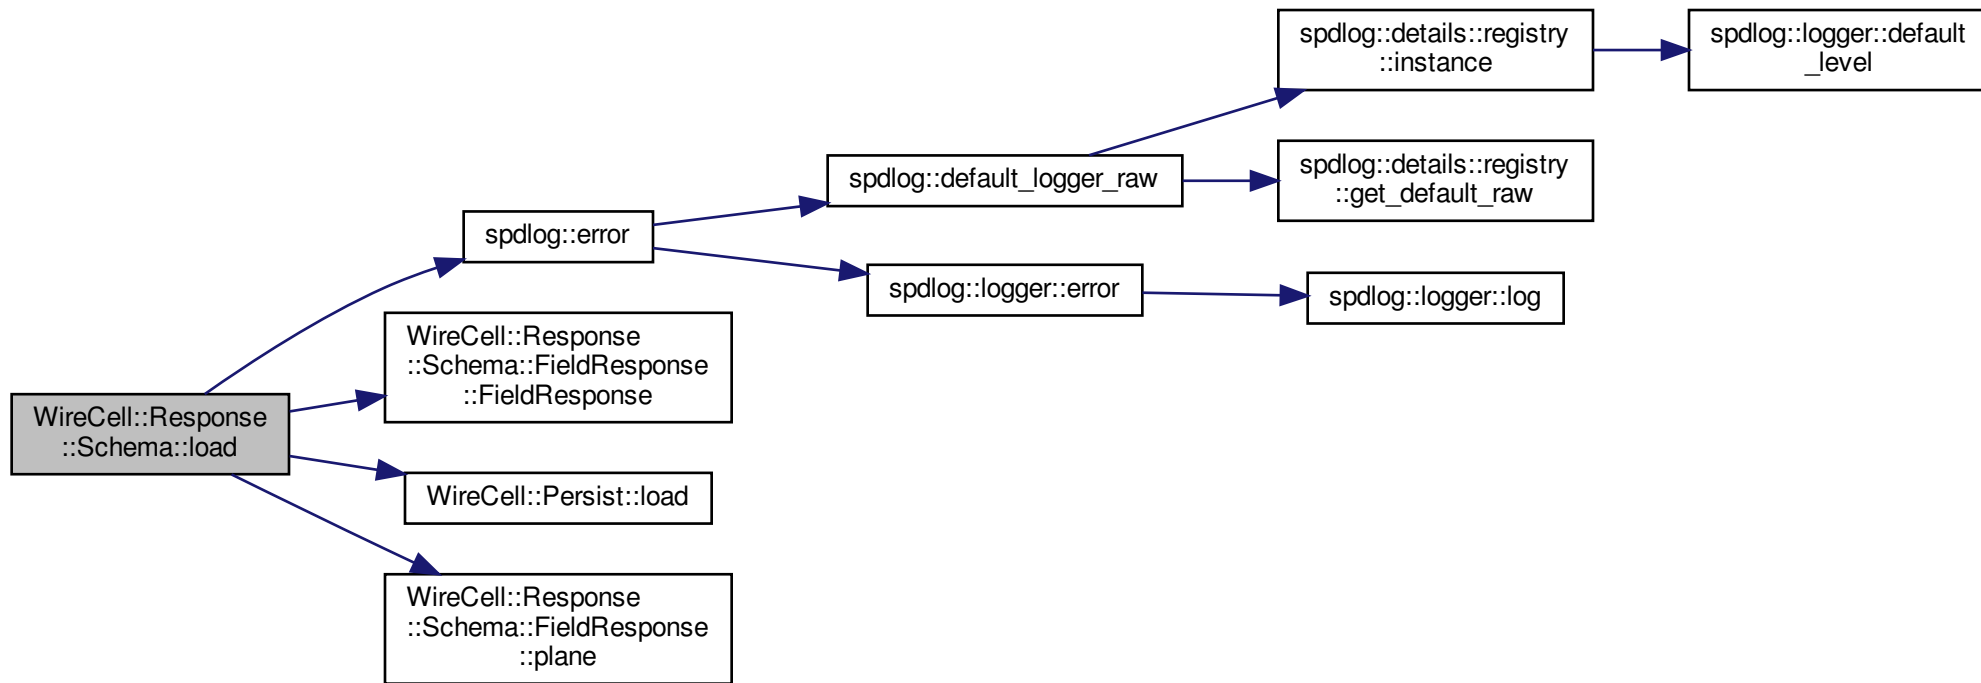 spdlog::details::registry
::instance
spdlog::logger::default
_level
spdlog::default_logger_raw
spdlog::details::registry
::get_default_raw
spdlog::error
spdlog::logger::error
spdlog::logger::log
WireCell::Response
::Schema::FieldResponse
::FieldResponse
WireCell::Response
::Schema::load
WireCell::Persist::load
WireCell::Response
::Schema::FieldResponse
::plane